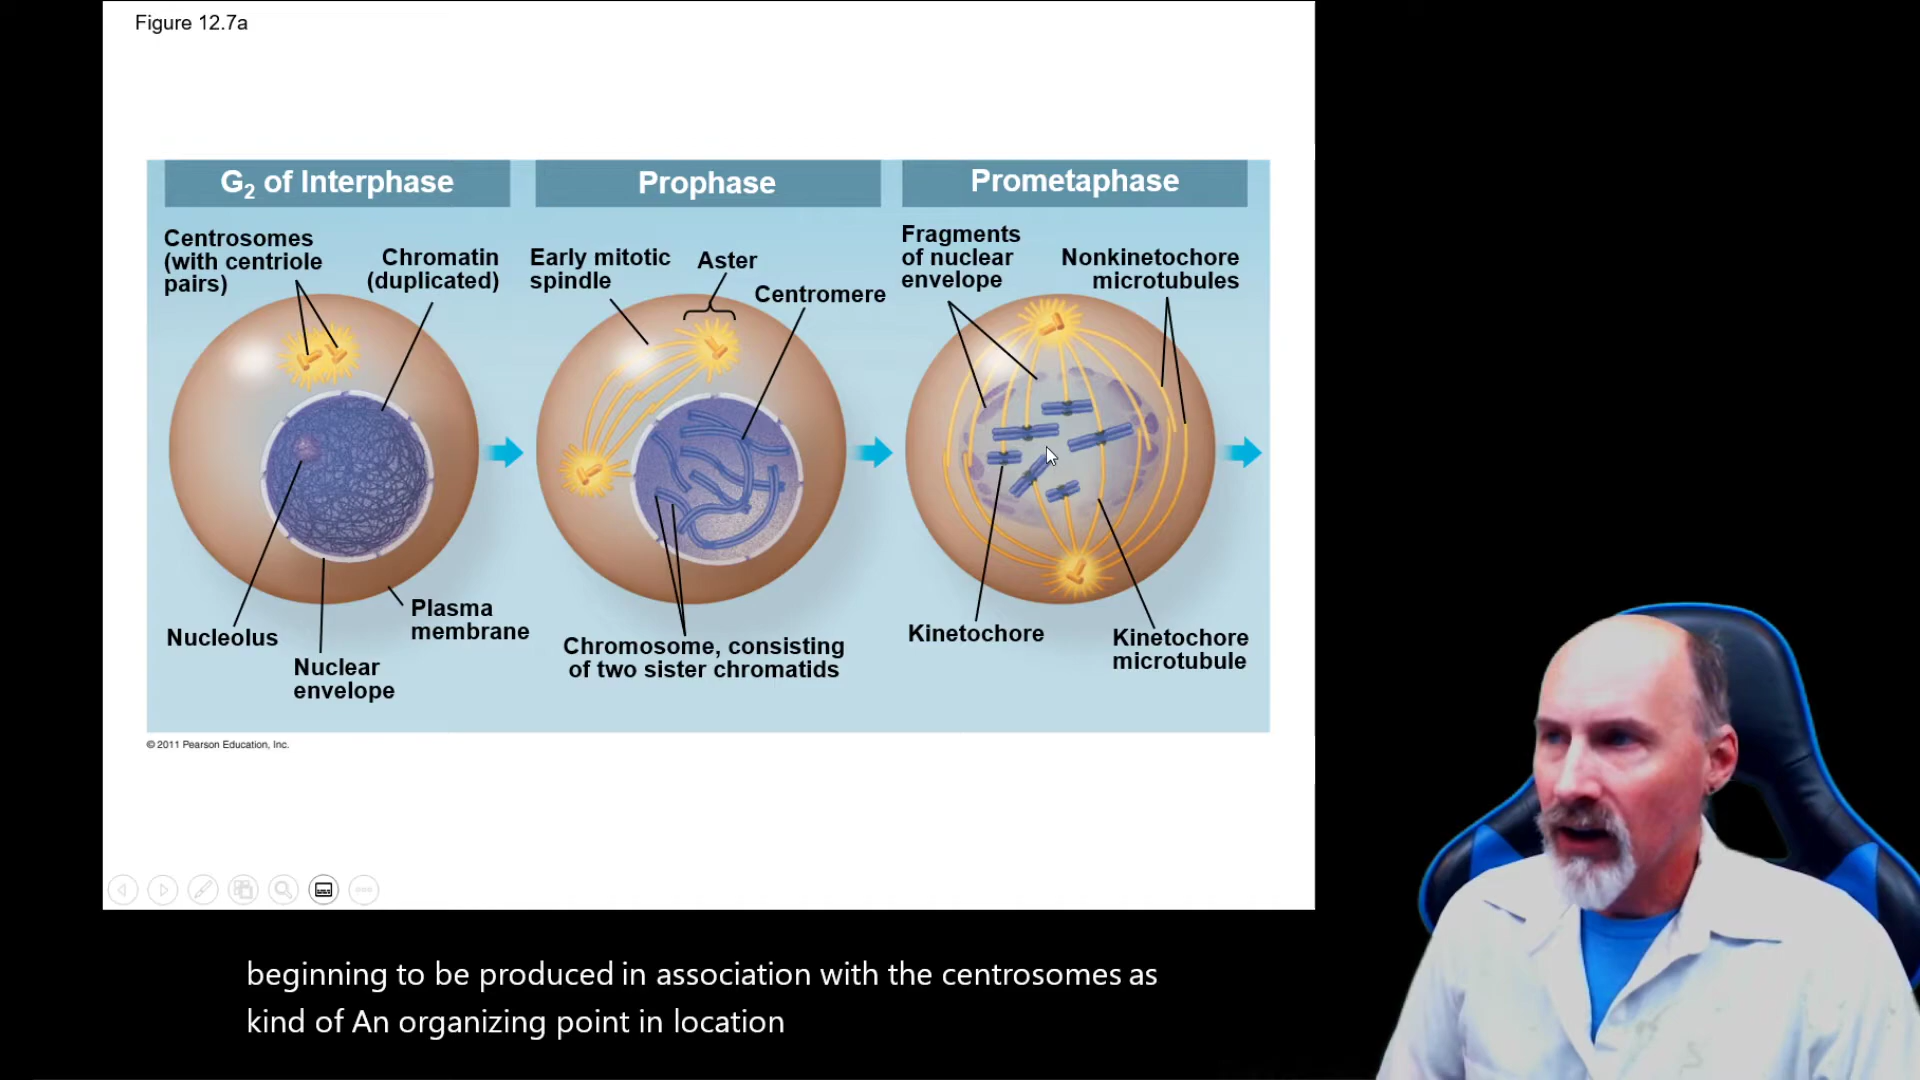 Figure 12.7a
G₂ of Interphase
Prophase
Prometaphase
Centrosomes
(with centriole
pairs)
Chromatin
(duplicated)
Early mitotic
spindle
Aster
Centromere
Fragments
of nuclear
envelope
Nonkinetochore
microtubules
Nucleolus
Nuclear
envelope
Plasma
membrane
Chromosome, consisting
of two sister chromatids
Kinetochore
Kinetochore
microtubule
© 2011 Pearson Education, Inc.
beginning to be produced in association with the centrosomes as
kind of An organizing point in location